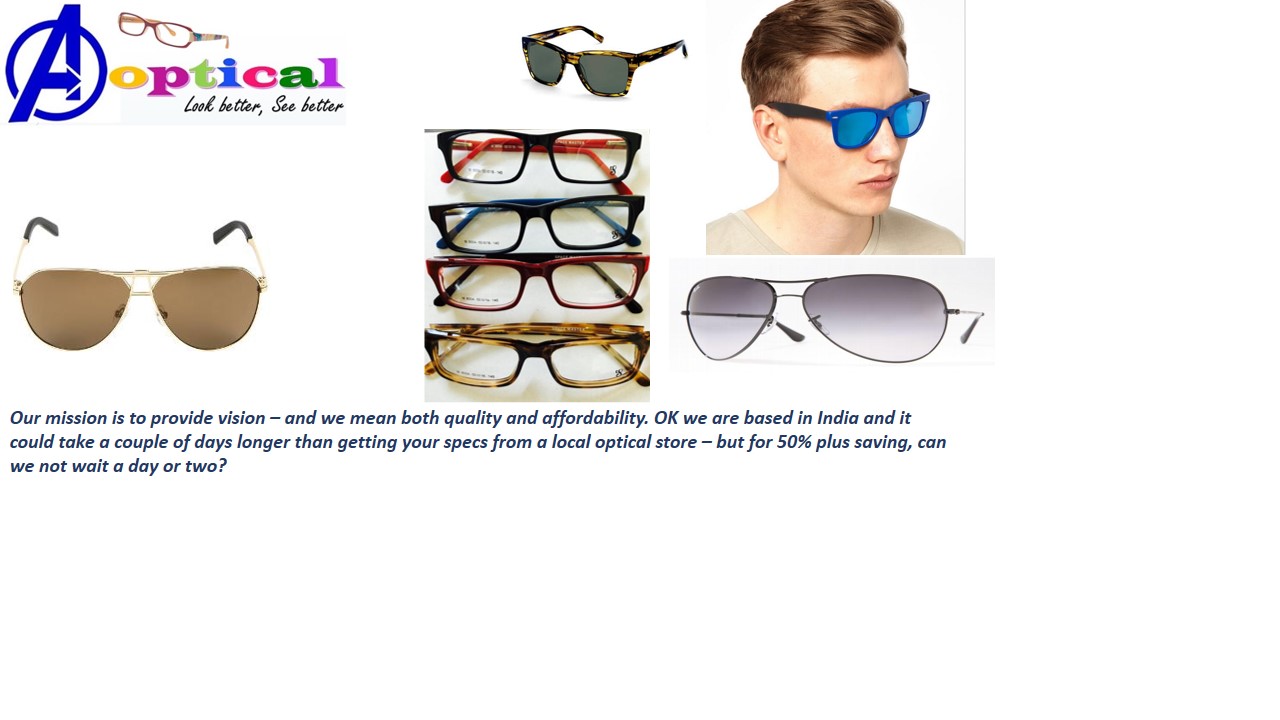 A optical
Look better, See better
Our mission is to provide vision – and we mean both quality and affordability. OK we are based in India and it
could take a couple of days longer than getting your specs from a local optical store – but for 50% plus saving, can
we not wait a day or two?